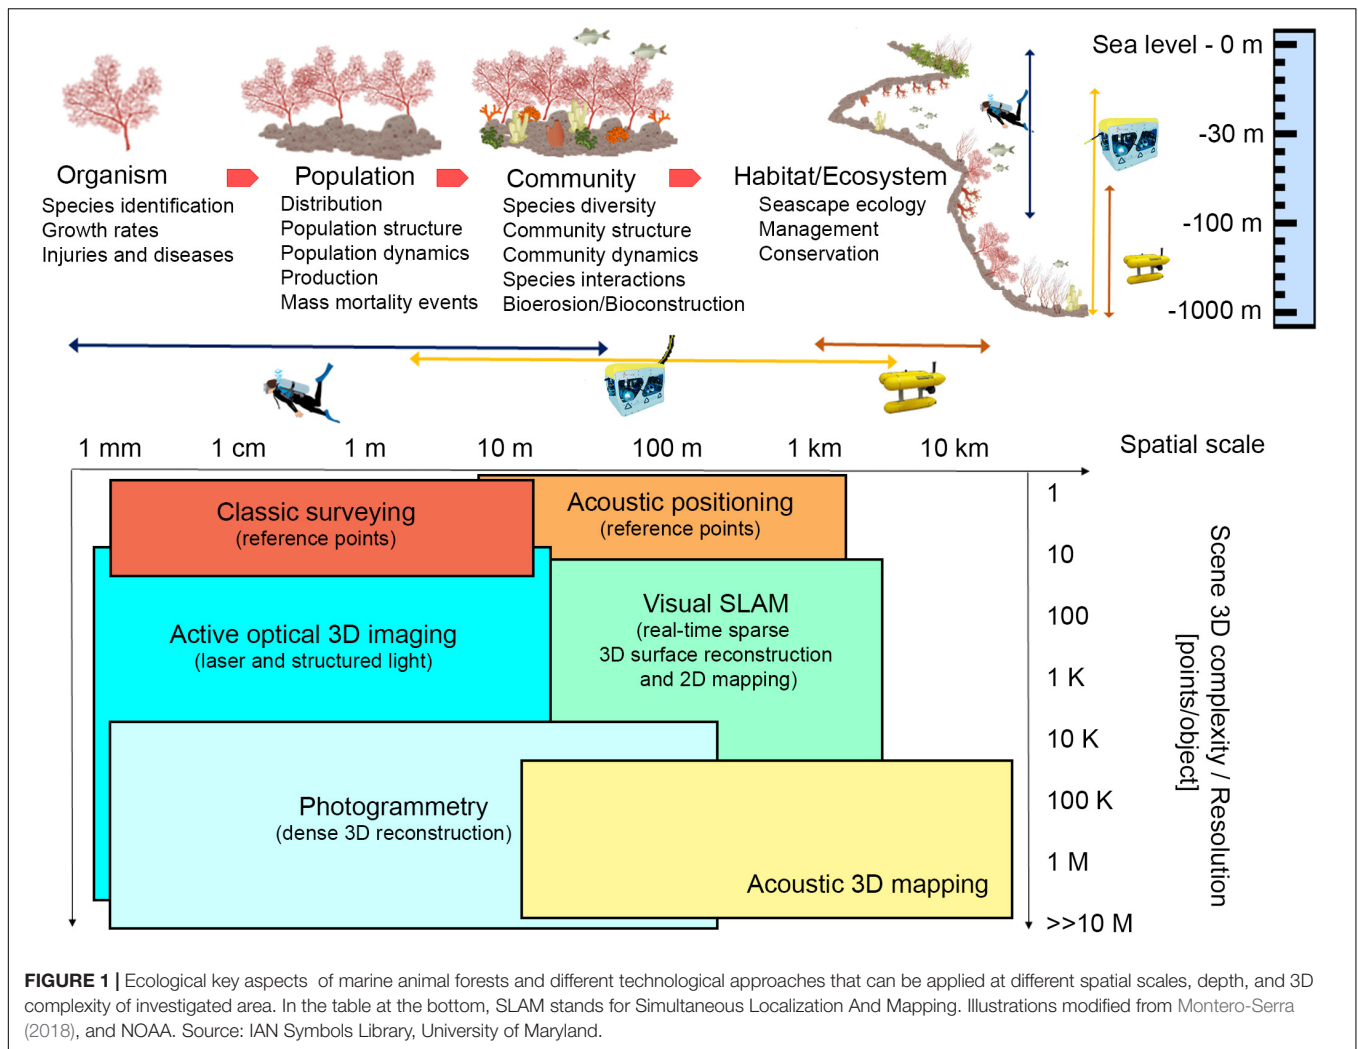 Organism
Species identification
Growth rates
Injuries and diseases
Population
Distribution
Population structure
Population dynamics
Production
Mass mortality events
Community
Species diversity
Community structure
Community dynamics
Species interactions
Bioerosion/Bioconstruction
Habitat/Ecosystem
Seascape ecology
Management
Conservation
Sea level - 0 m
-30 m
-100 m
-1000 m
1 mm 1 cm 1 m 10 m 100 m 1 km 10 km Spatial scale
Classic surveying
(reference points)
Acoustic positioning
(reference points)
Active optical 3D imaging
(laser and structured light)
Visual SLAM
(real-time sparse
3D surface reconstruction
and 2D mapping)
Photogrammetry
(dense 3D reconstruction)
Acoustic 3D mapping
1
10
100
1 K
10 K
100 K
1 M
>>10 M
Scene 3D complexity / Resolution
[points/object]
FIGURE 1 | Ecological key aspects of marine animal forests and different technological approaches that can be applied at different spatial scales, depth, and 3D
complexity of investigated area. In the table at the bottom, SLAM stands for Simultaneous Localization And Mapping. Illustrations modified from Montero-Serra
(2018), and NOAA. Source: IAN Symbols Library, University of Maryland.